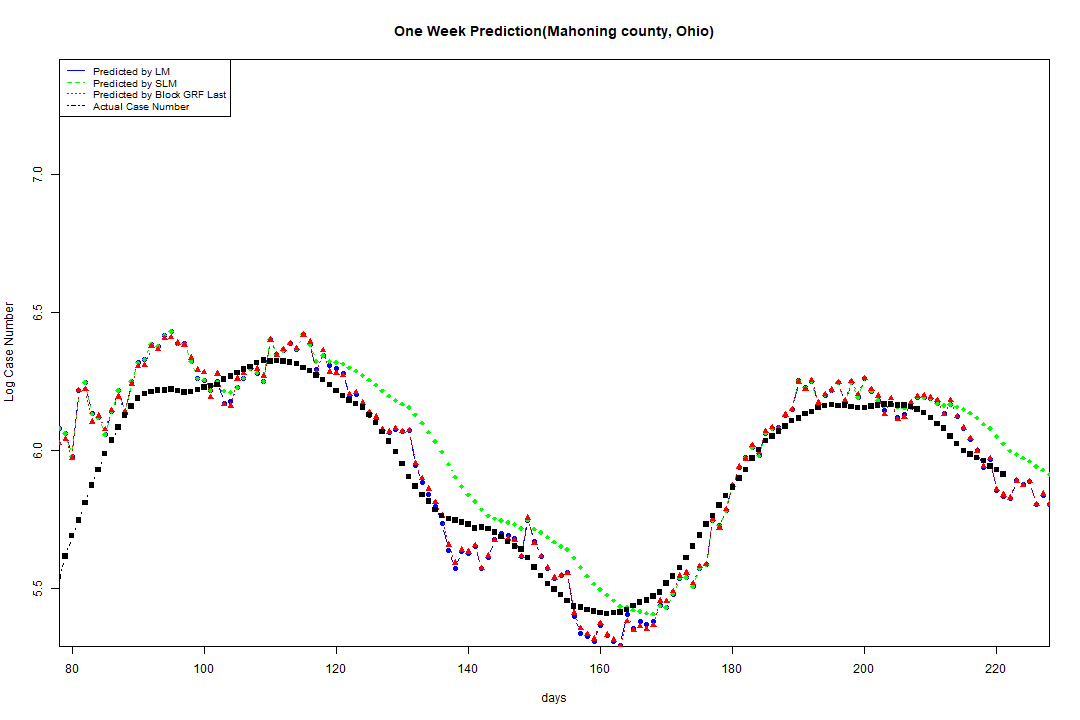 One Week Prediction(Mahoning county, Ohio)
Predicted by LM
Predicted by SLM
Predicted by Block GRF Last
Actual Case Number
7.0
6.5
6.0
5.5
Log Case Number
80 100 120 140 160 180 200 220
days